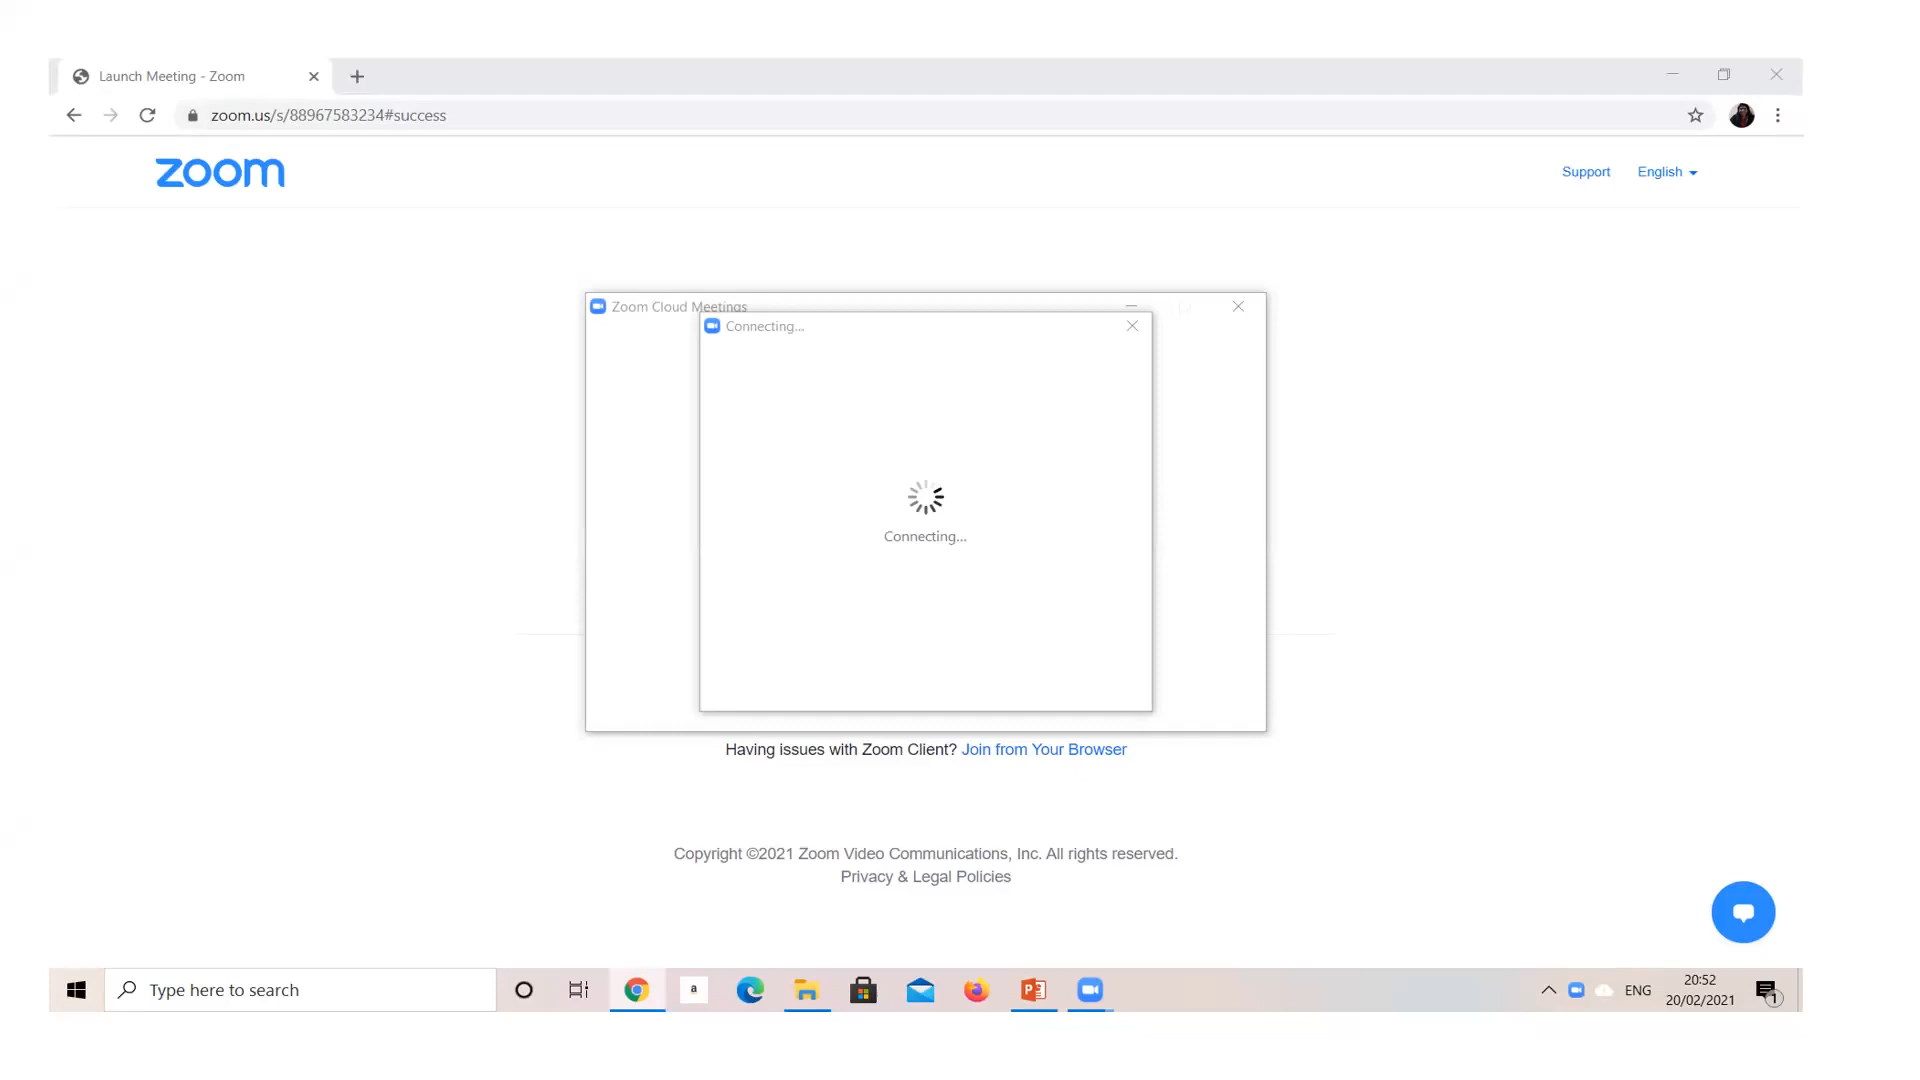 Launch Meeting - Zoom
zoom.us/s/88967583234#success
zoom
Support
English
Zoom Cloud Meetings
Connecting...
Connecting...
Having issues with Zoom Client? Join from Your Browser
Copyright ©2021 Zoom Video Communications, Inc. All rights reserved.
Privacy & Legal Policies
Type here to search
a
ENG
20:52
20/02/2021
1